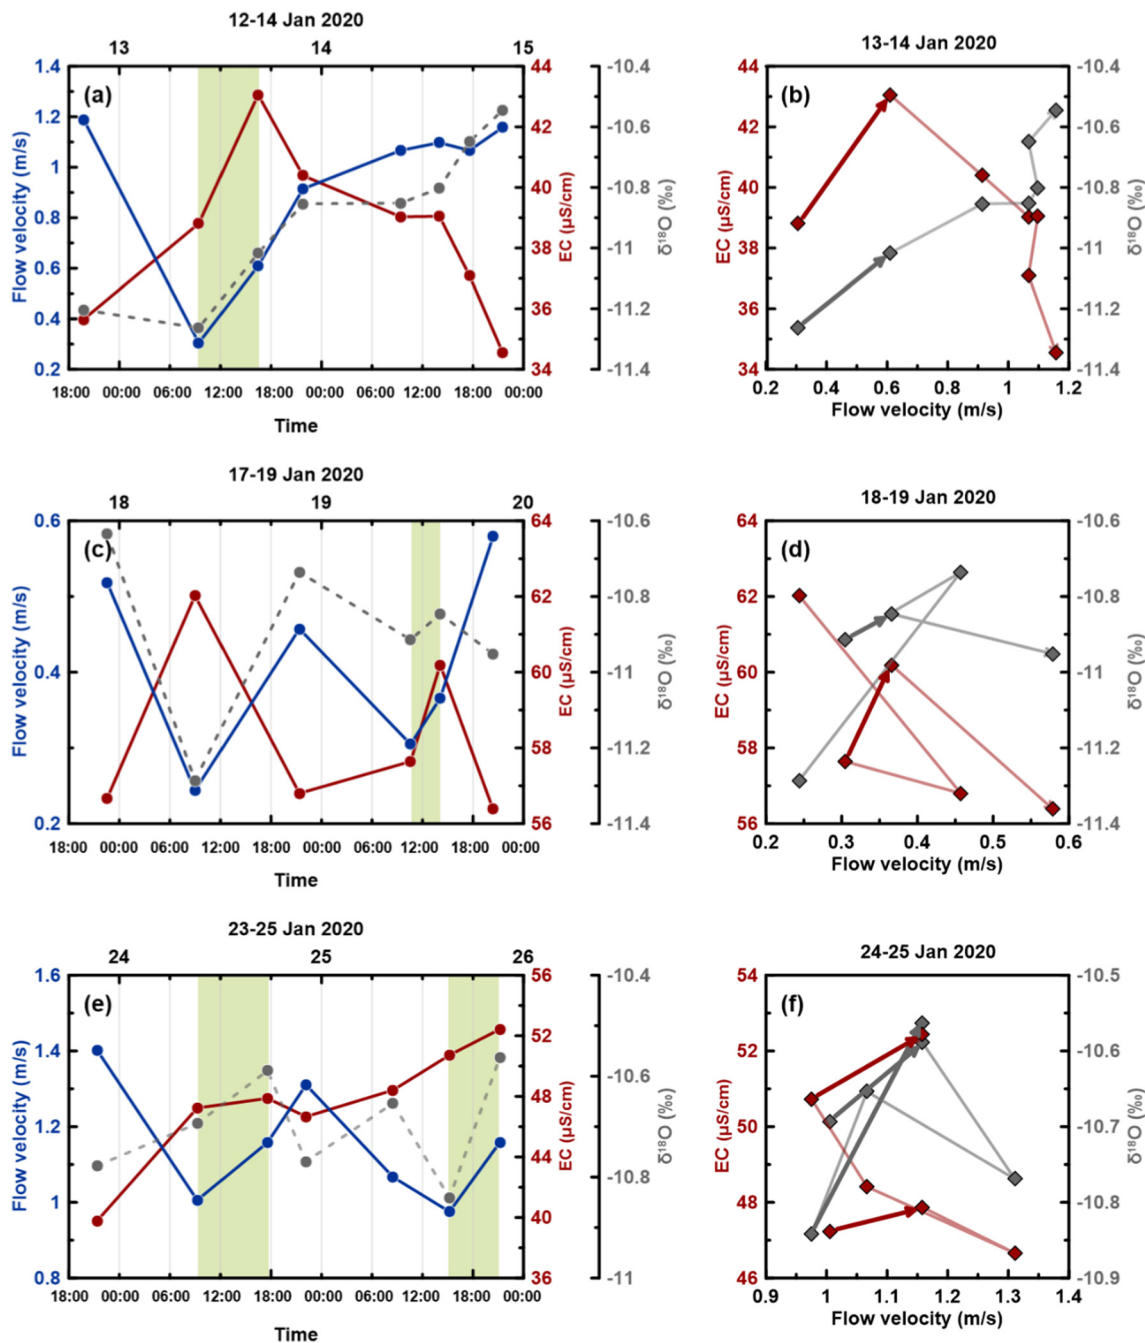 12-14 Jan 2020
13 14 15
(a)
Flow velocity (m/s)
1.4
1.2
1
0.8
0.6
0.4
0.2
EC (µS/cm)
44
42
40
38
36
34
δ¹⁸O (‰)
-10.4
-10.6
-10.8
-11
-11.2
-11.4
18:00 00:00 06:00 12:00 18:00 00:00 06:00 12:00 18:00 00:00
Time
13-14 Jan 2020
(b)
EC (µS/cm)
44
42
40
38
36
34
δ¹⁸O (‰)
-10.4
-10.6
-10.8
-11
-11.2
-11.4
0.2 0.4 0.6 0.8 1 1.2
Flow velocity (m/s)
17-19 Jan 2020
18 19 20
(c)
Flow velocity (m/s)
0.6
0.4
0.2
EC (µS/cm)
64
62
60
58
56
δ¹⁸O (‰)
-10.6
-10.8
-11
-11.2
-11.4
18:00 00:00 06:00 12:00 18:00 00:00 06:00 12:00 18:00 00:00
Time
18-19 Jan 2020
(d)
EC (µS/cm)
64
62
60
58
56
δ¹⁸O (‰)
-10.6
-10.8
-11
-11.2
-11.4
0.2 0.3 0.4 0.5 0.6
Flow velocity (m/s)
23-25 Jan 2020
24 25 26
(e)
Flow velocity (m/s)
1.6
1.4
1.2
1
0.8
EC (µS/cm)
56
52
48
44
40
36
δ¹⁸O (‰)
-10.4
-10.6
-10.8
-11
18:00 00:00 06:00 12:00 18:00 00:00 06:00 12:00 18:00 00:00
Time
24-25 Jan 2020
(f)
EC (µS/cm)
54
52
50
48
46
δ¹⁸O (‰)
-10.5
-10.6
-10.7
-10.8
-10.9
0.9 1 1.1 1.2 1.3 1.4
Flow velocity (m/s)